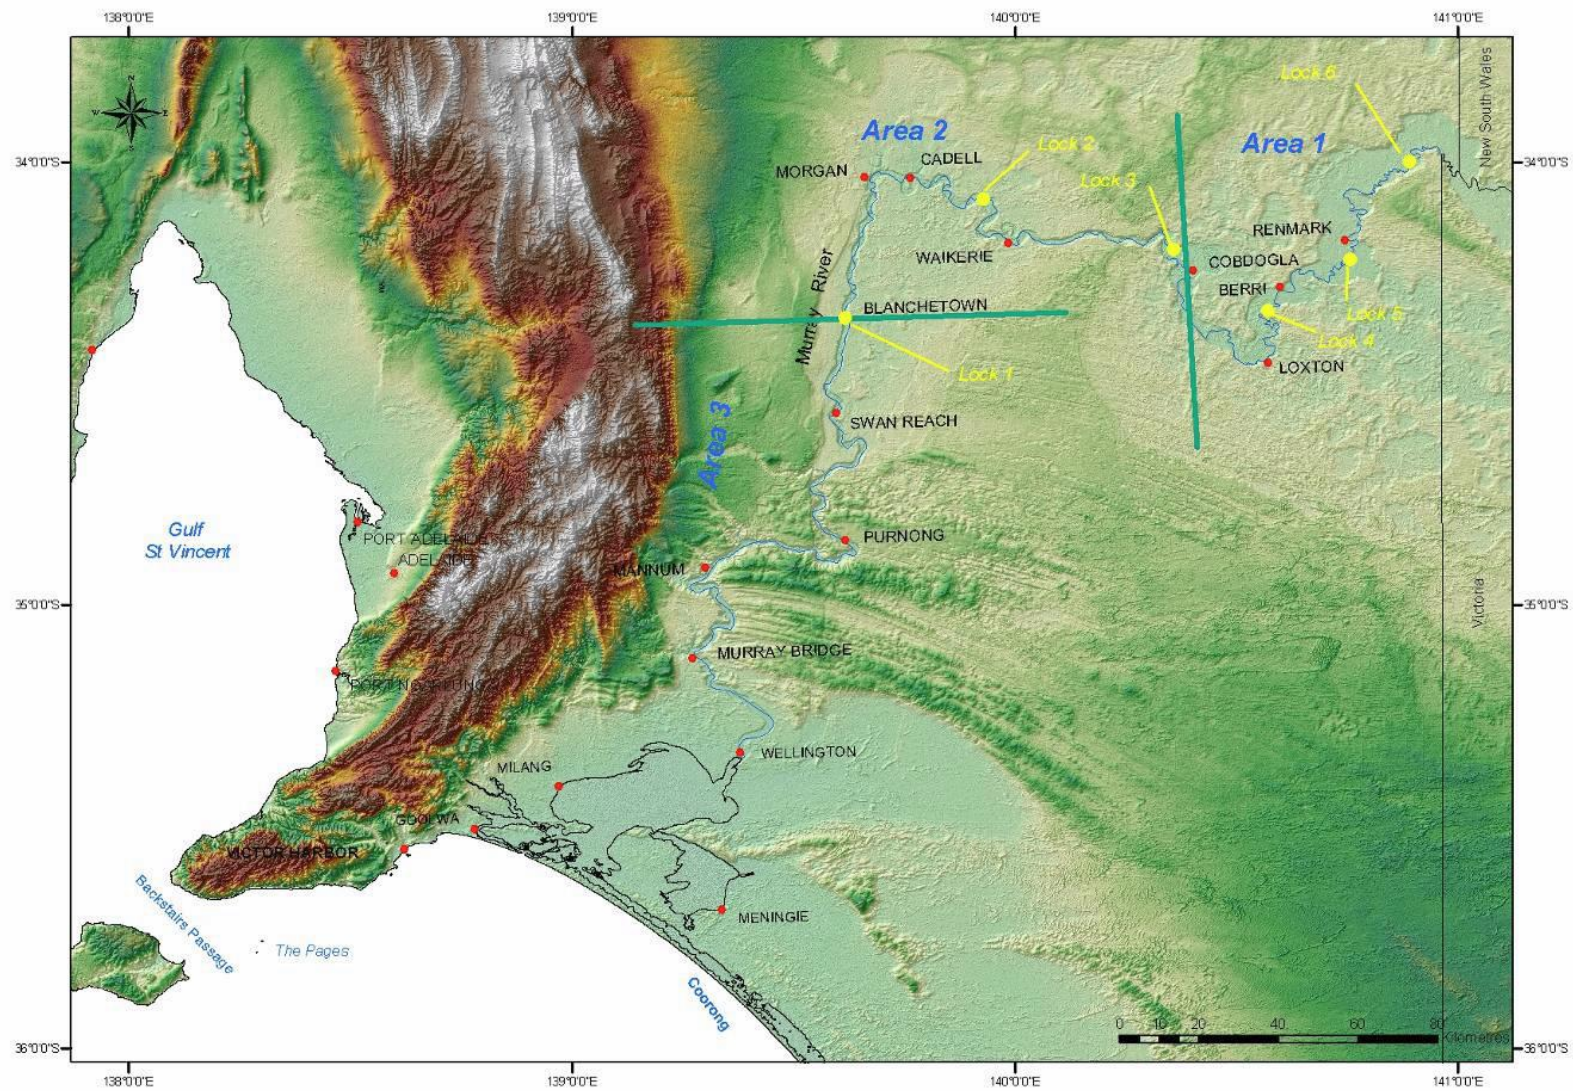 138°0'0"E
139°0'0"E
140°0'0"E
141°0'0"E
N
W
E
S
Lock 6
New South Wales
Area 2
Area 1
Lock 2
34°0'0"S
34°0'0"S
MORGAN
CADELL
Lock 3
RENMARK
WAIKERIE
COBDOGLA
BERRI
Murray River
BLANCHETOWN
Lock 5
Lock 4
Lock 1
LOXTON
Area 3
SWAN REACH
Gulf
St Vincent
PORT ADELAIDE
ADELAIDE
PURNONG
MANNUM
35°0'0"S
35°0'0"S
Victoria
MURRAY BRIDGE
PORT NOARLUNGA
WELLINGTON
MILANG
GOOLWA
VICTOR HARBOR
Backstairs Passage
The Pages
MENINGIE
Coorong
0 10 20 40 60 80
Kilometres
36°0'0"S
36°0'0"S
138°0'0"E
139°0'0"E
140°0'0"E
141°0'0"E